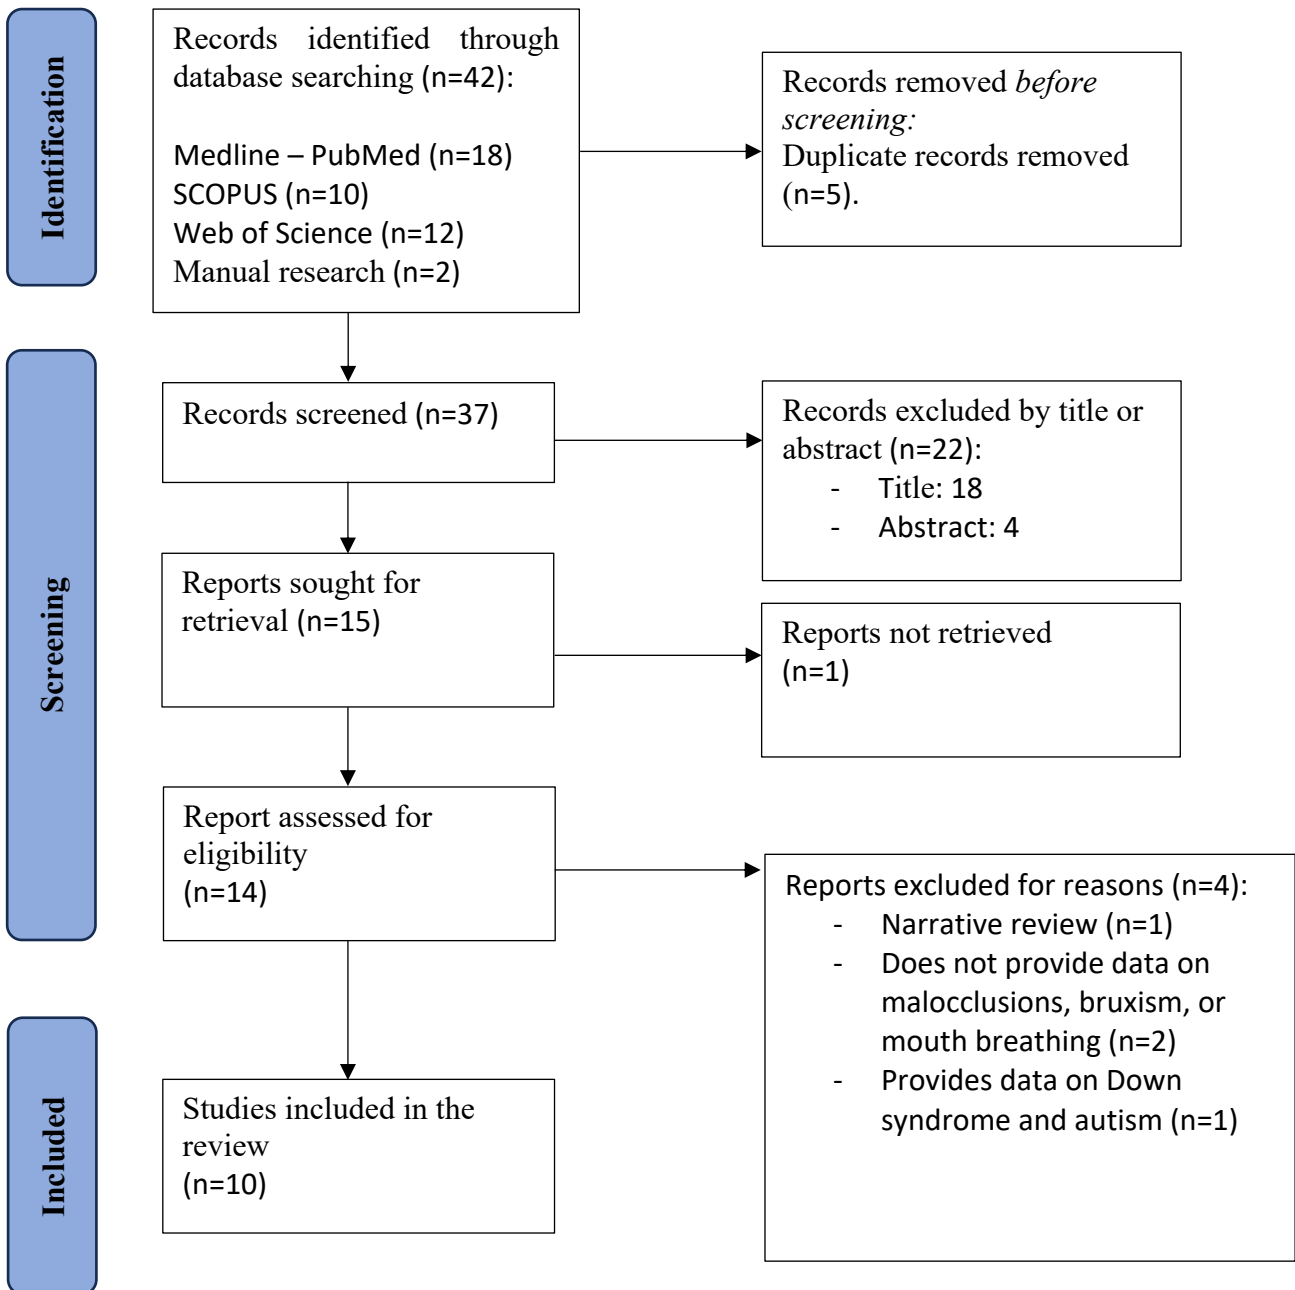 Identification
Records identified through
database searching (n=42):
Medline – PubMed (n=18)
SCOPUS (n=10)
Web of Science (n=12)
Manual research (n=2)
Records removed before
screening:
Duplicate records removed
(n=5).
Screening
Records screened (n=37)
Records excluded by title or
abstract (n=22):
- Title: 18
- Abstract: 4
Reports sought for
retrieval (n=15)
Reports not retrieved
(n=1)
Report assessed for
eligibility
(n=14)
Reports excluded for reasons (n=4):
- Narrative review (n=1)
- Does not provide data on
malocclusions, bruxism, or
mouth breathing (n=2)
- Provides data on Down
syndrome and autism (n=1)
Included
Studies included in the
review
(n=10)